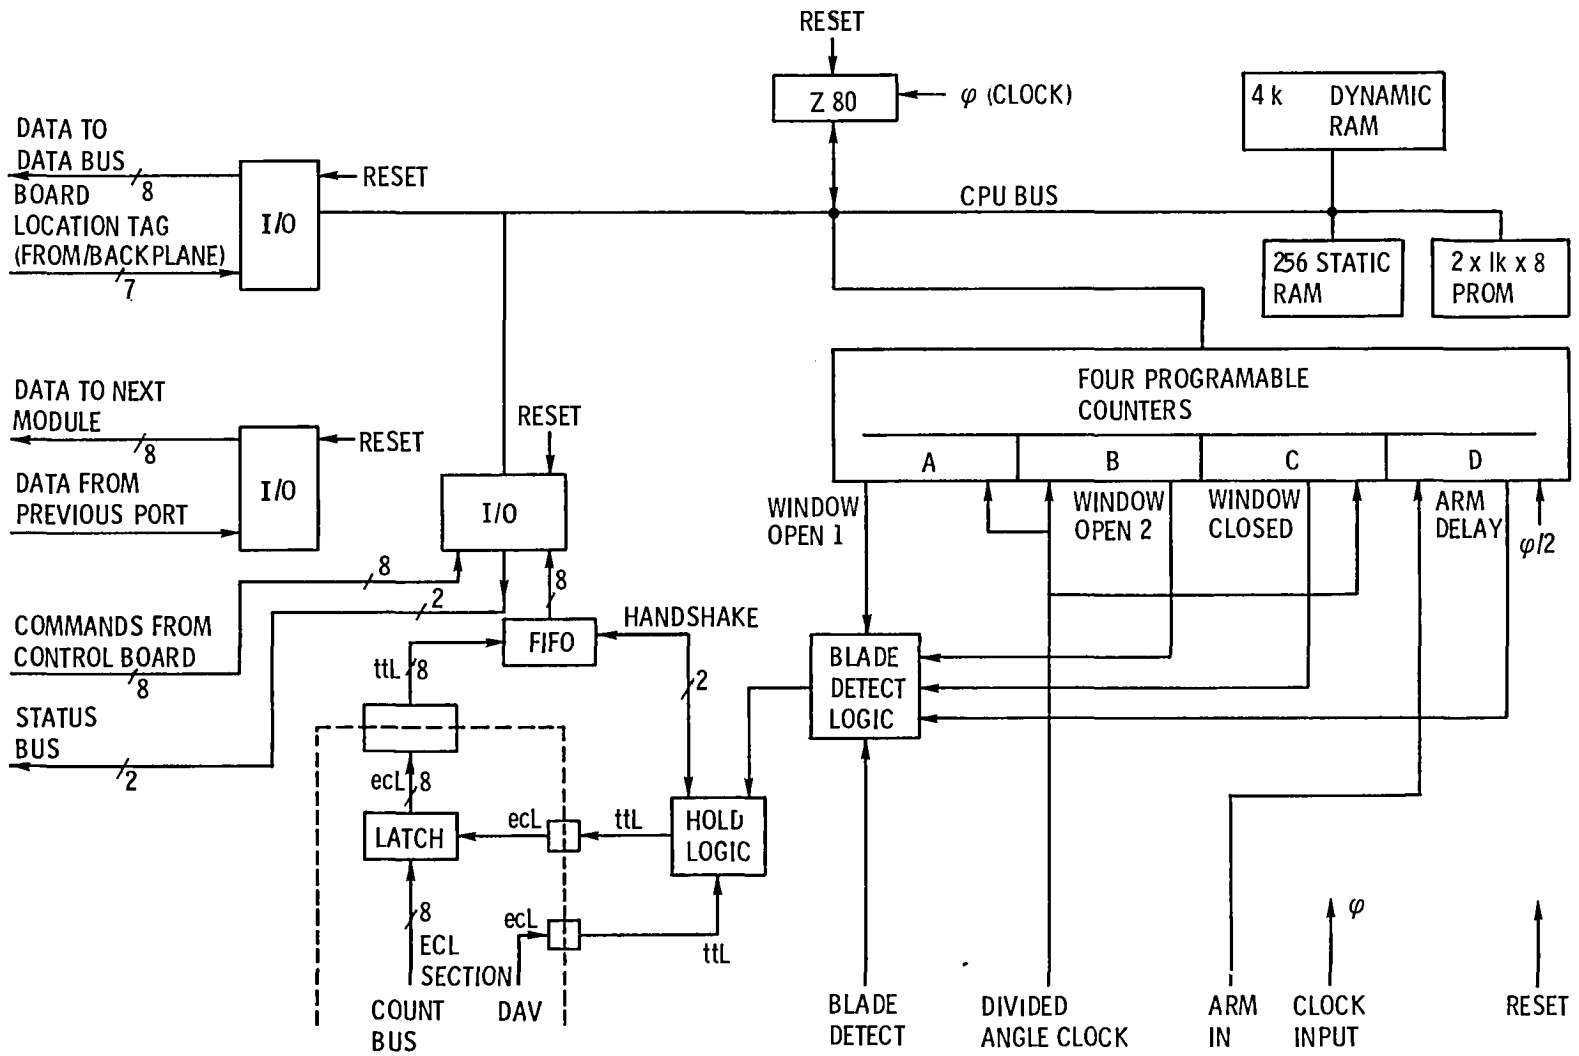 RESET
Z 80
φ (CLOCK)
4 k DYNAMIC
RAM
DATA TO
DATA BUS
8
BOARD
LOCATION TAG
(FROM/BACKPLANE)
7
I/O
RESET
CPU BUS
256 STATIC
RAM
2 x 1k x 8
PROM
FOUR PROGRAMABLE
COUNTERS
A
B
C
D
DATA TO NEXT
MODULE
8
DATA FROM
PREVIOUS PORT
I/O
RESET
RESET
I/O
WINDOW
OPEN 1
WINDOW
OPEN 2
WINDOW
CLOSED
ARM
DELAY
φ/2
8
2
8
COMMANDS FROM
CONTROL BOARD
8
STATUS
BUS
2
FIFO
HANDSHAKE
2
ttL
8
ecL
8
LATCH
ecL
ttL
HOLD
LOGIC
BLADE
DETECT
LOGIC
8
ECL
SECTION
ecL
ttL
COUNT
BUS
DAV
BLADE
DETECT
DIVIDED
ANGLE CLOCK
ARM
IN
φ
CLOCK
INPUT
RESET